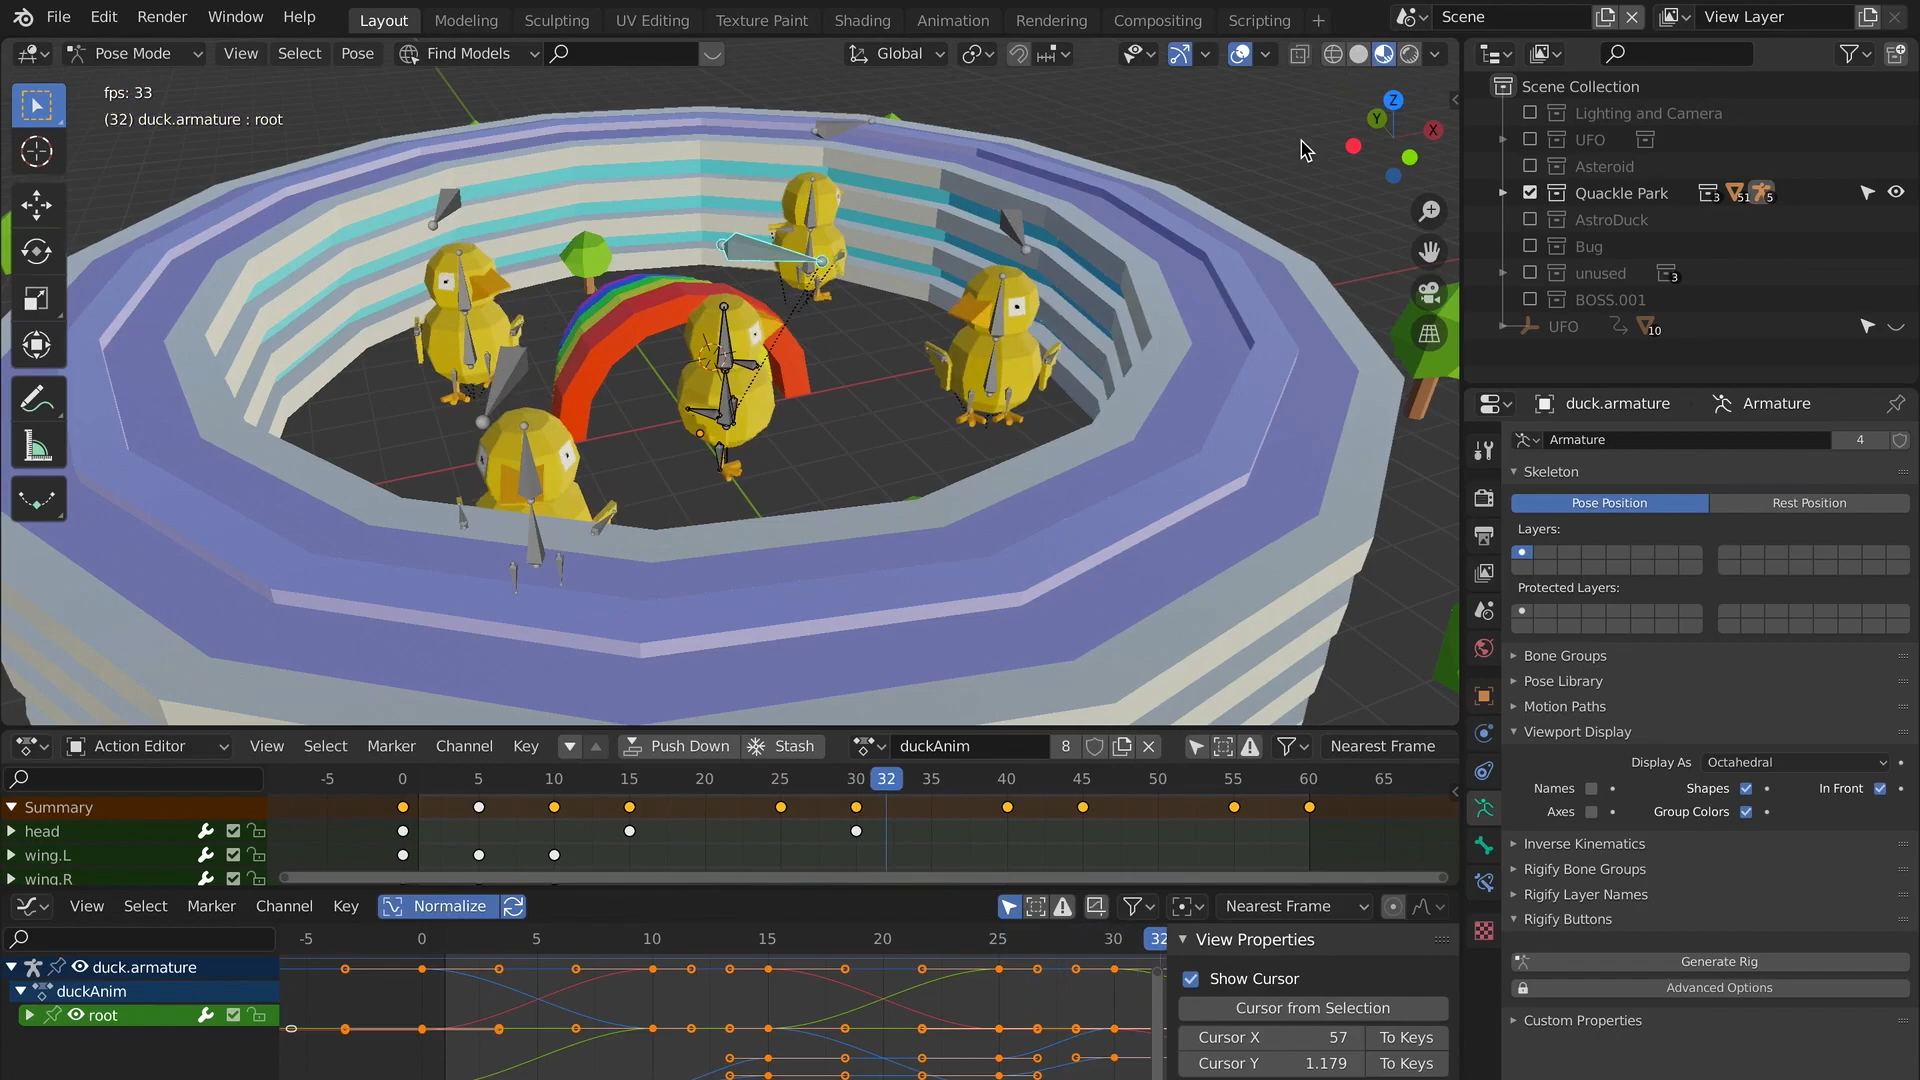 File Edit Render Window Help Layout Modeling Sculpting UV Editing Texture Paint Shading Animation Rendering Compositing Scripting + Scene View Layer
Pose Mode View Select Pose Find Models Global
fps: 33
(32) duck.armature : root
Z
Y
X
Scene Collection
Lighting and Camera
UFO
Asteroid
Quackle Park 3 51 5
AstroDuck
Bug
unused 3
BOSS.001
UFO 10
duck.armature Armature
Armature 4
Skeleton
Pose Position Rest Position
Layers:
Protected Layers:
Bone Groups
Pose Library
Motion Paths
Viewport Display
Display As Octahedral
Names Shapes In Front
Axes Group Colors
Inverse Kinematics
Rigify Bone Groups
Rigify Layer Names
Rigify Buttons
Generate Rig
Advanced Options
Custom Properties
Action Editor View Select Marker Channel Key Push Down Stash duckAnim 8 Nearest Frame
-5 0 5 10 15 20 25 30 32 35 40 45 50 55 60 65
Summary
head
wing.L
wing.R
View Select Marker Channel Key Normalize Nearest Frame
-5 0 5 10 15 20 25 30 32
duck.armature
duckAnim
root
View Properties
Show Cursor
Cursor from Selection
Cursor X 57 To Keys
Cursor Y 1.179 To Keys